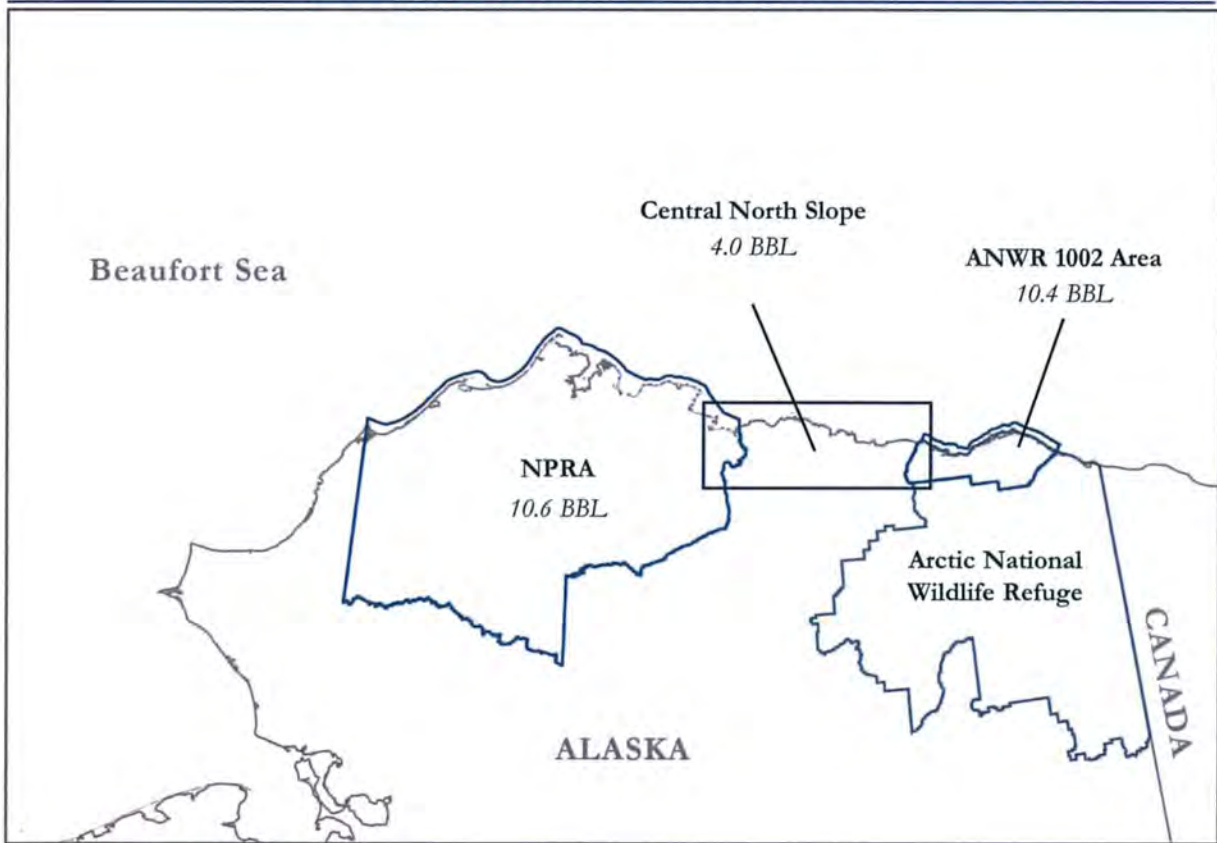 Central North Slope
4.0 BBL
Beaufort Sea
ANWR 1002 Area
10.4 BBL
NPRA
10.6 BBL
Arctic National
Wildlife Refuge
CANADA
ALASKA